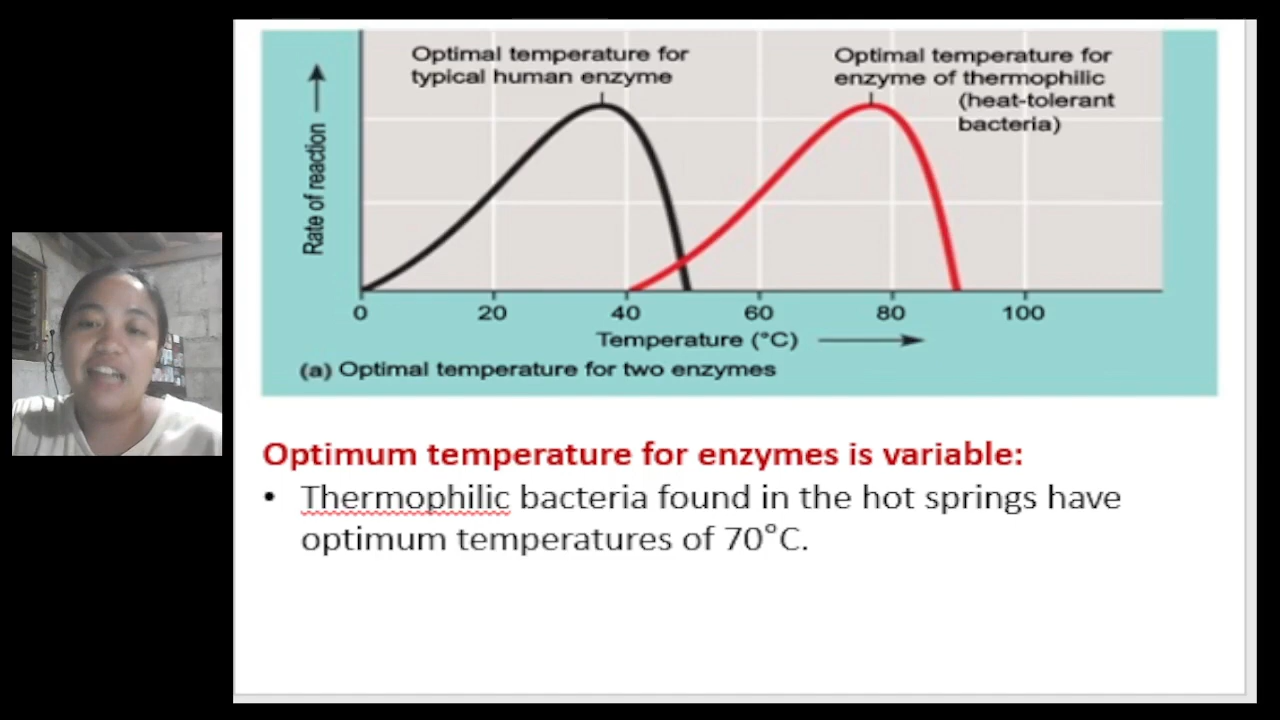 Optimal temperature for
typical human enzyme
Optimal temperature for
enzyme of thermophilic
(heat-tolerant
bacteria)
Rate of reaction
0 20 40 60 80 100
Temperature (°C)
(a) Optimal temperature for two enzymes
Optimum temperature for enzymes is variable:
• Thermophilic bacteria found in the hot springs have
optimum temperatures of 70°C.